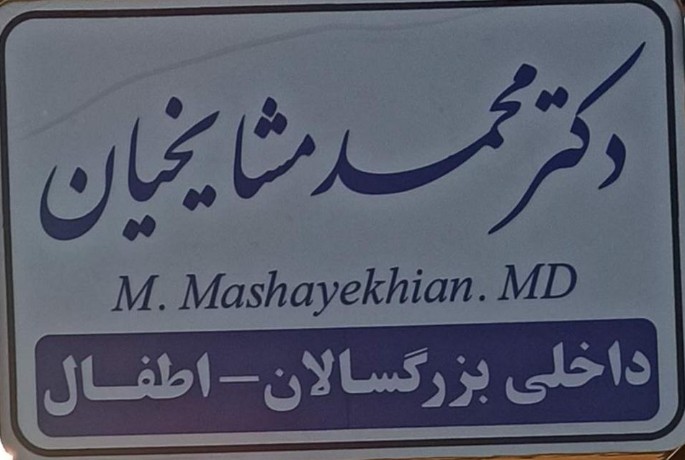 دکتر محمد مشایخیان
M. Mashayekhian. MD
داخلی بزرگسالان - اطفال